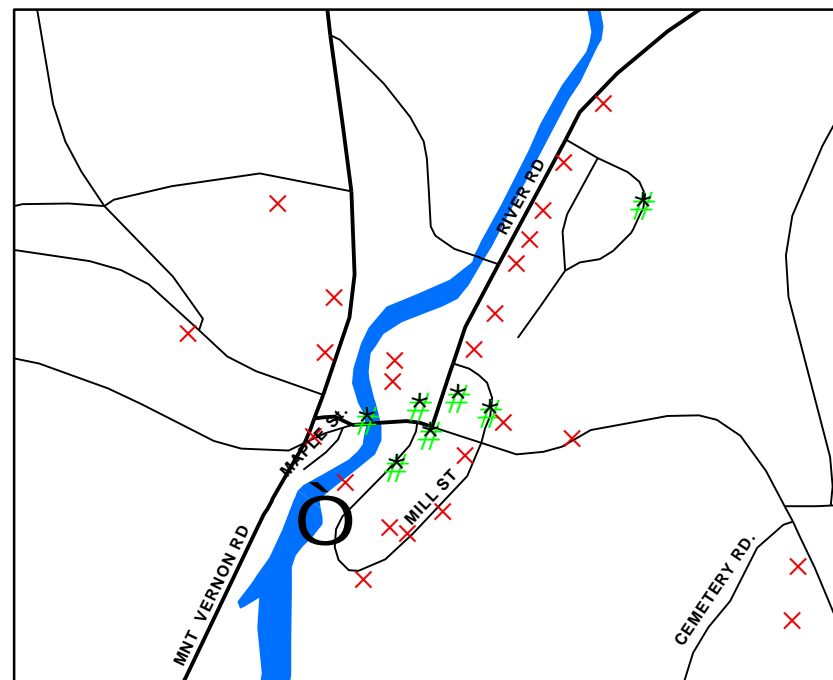 RIVER RD
MAPLE St.
MILL ST
MNT VERNON RD
CEMETERY RD.
Ò